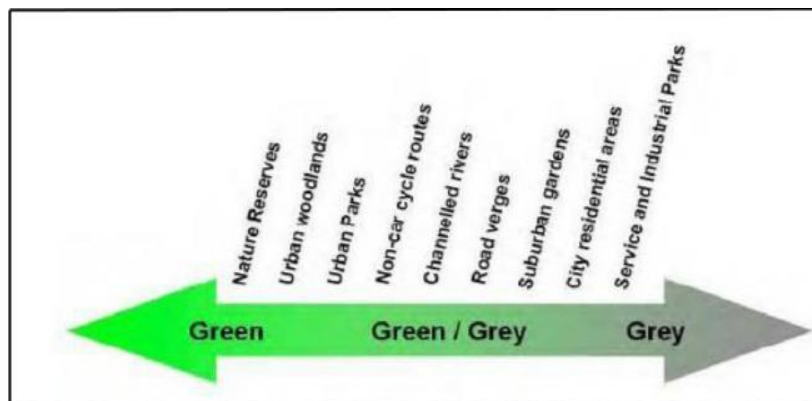 Nature Reserves
Urban woodlands
Urban Parks
Non-car cycle routes
Channelled rivers
Road verges
Suburban gardens
City residential areas
Service and Industrial Parks
Green
Green / Grey
Grey